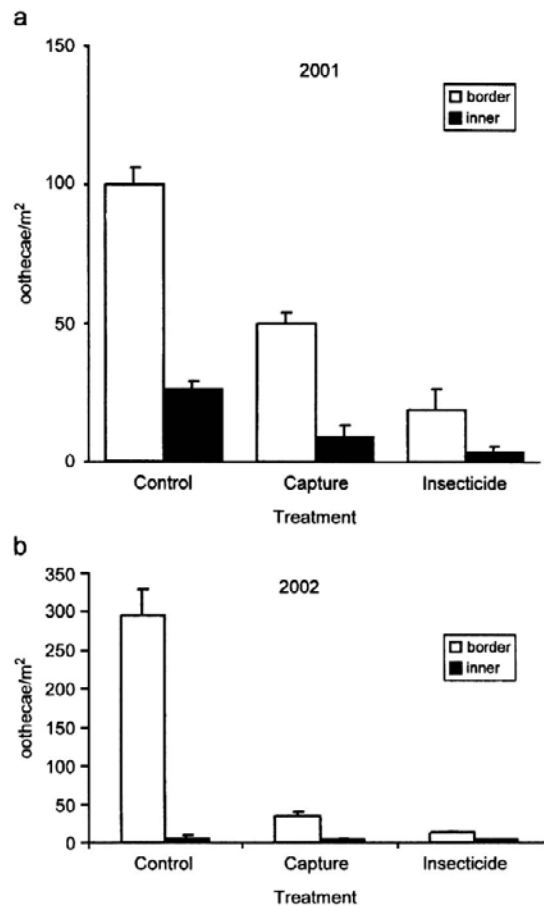 a
2001
border
inner
oothecae/m²
150
100
50
0
Control Capture Insecticide
Treatment
b
2002
border
inner
oothecae/m²
350
300
250
200
150
100
50
0
Control Capture Insecticide
Treatment